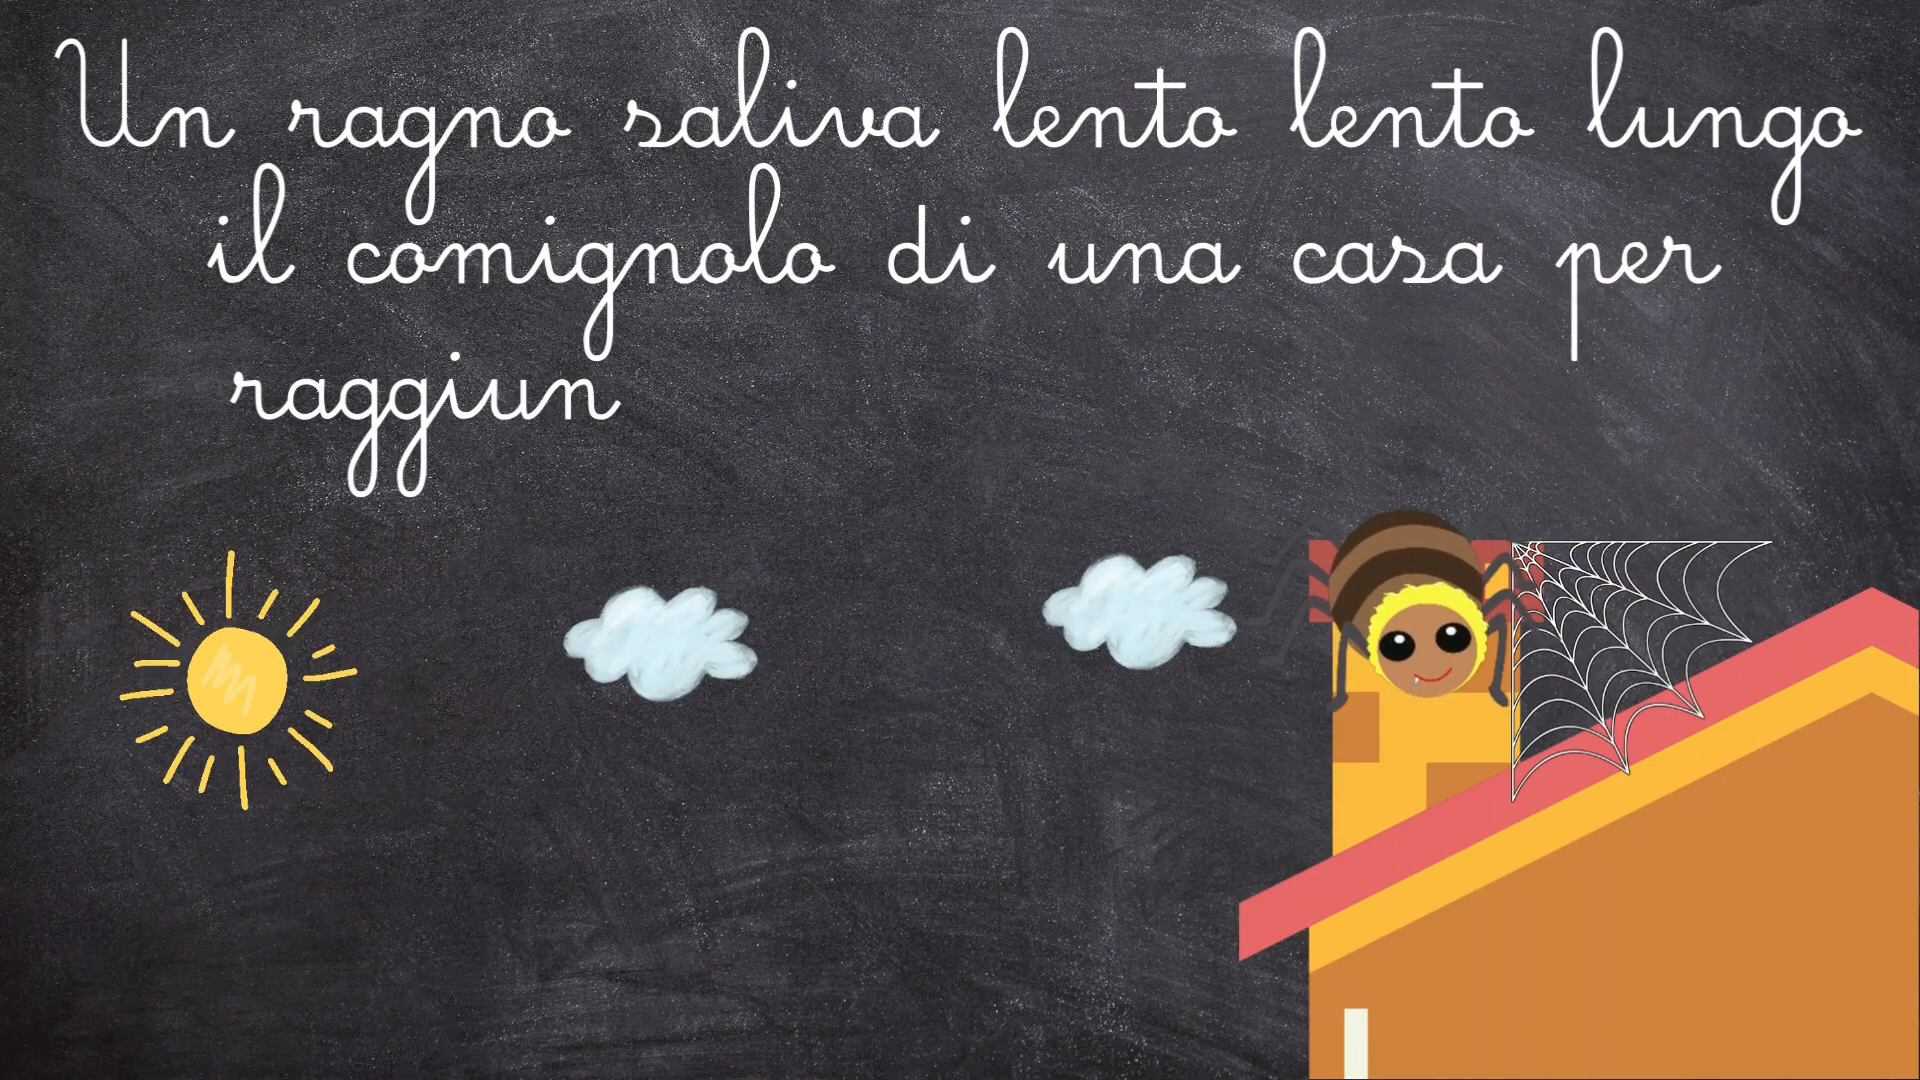 Un ragno saliva lento lento lungo
il comignolo di una casa per
raggiun